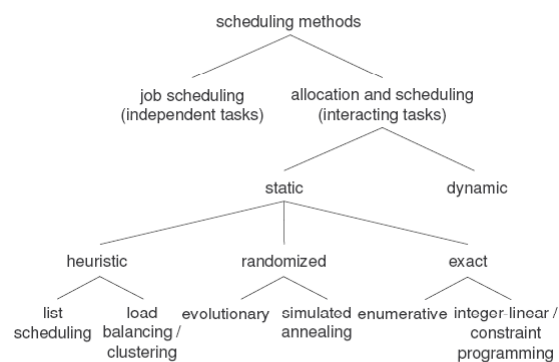 scheduling methods
job scheduling
(independent tasks)
allocation and scheduling
(interacting tasks)
static
dynamic
heuristic
randomized
exact
list
scheduling
load
balancing /
clustering
evolutionary
simulated
annealing
enumerative
integer-linear /
constraint
programming